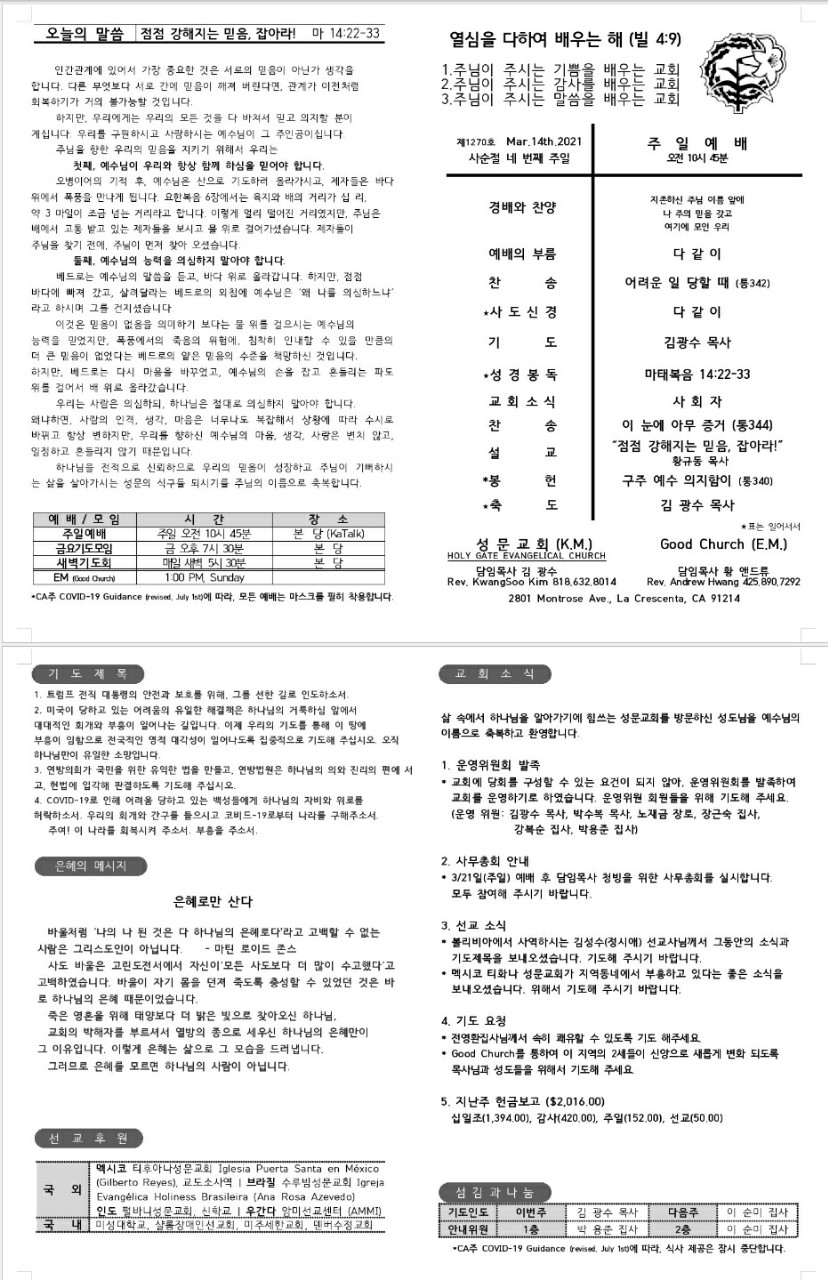 오늘의 말씀 점점 강해지는 믿음, 잡아라! 마 14:22-33
인간관계에 있어서 가장 중요한 것은 서로의 믿음이 아닌가 생각을
합니다. 다른 무엇보다 서로 간에 믿음이 깨져 버린다면, 관계가 이전처럼
회복하기가 거의 불가능할 것입니다.
하지만, 우리에게는 우리의 모든 것을 다 바쳐서 믿고 의지할 분이
계십니다. 우리를 구원하시고 사랑하시는 예수님이 그 주인공이십니다.
주님을 향한 우리의 믿음을 지키기 위해서 우리는
첫째, 예수님이 우리와 항상 함께 하심을 믿어야 합니다.
오병이어의 기적 후, 예수님은 산으로 기도하러 올라가시고, 제자들은 바다
위에서 폭풍을 만나게 됩니다. 요한복음 6장에서는 육지와 배의 거리가 십 리,
약 3 마일이 조금 넘는 거리라고 합니다. 이렇게 멀리 떨어진 거리였지만, 주님은
배에서 고통 받고 있는 제자들을 보시고 물 위로 걸어가셨습니다. 제자들이
주님을 찾기 전에, 주님이 먼저 찾아 오셨습니다.
둘째, 예수님의 능력을 의심하지 말아야 합니다.
베드로는 예수님의 말씀을 듣고, 바다 위로 올라갑니다. 하지만, 점점
바다에 빠져 갔고, 살려달라는 베드로의 외침에 예수님은 '왜 나를 의심하느냐'
라고 하시며 그를 건지셨습니다.
이것은 믿음이 없음을 의미하기 보다는 물 위를 걸으시는 예수님의
능력을 믿었지만, 폭풍에서의 죽음의 위험에, 침착히 인내할 수 있을 만큼의
더 큰 믿음이 없었다는 베드로의 얕은 믿음의 수준을 책망하신 것입니다.
하지만, 베드로는 다시 마음을 바꾸었고, 예수님의 손을 잡고 흔들리는 파도
위를 걸어서 배 위로 올라갔습니다.
우리는 사람은 의심하되, 하나님은 절대로 의심하지 말아야 합니다.
왜냐하면, 사람의 인격, 생각, 마음은 너무나도 복잡해서 상황에 따라 수시로
바뀌고 항상 변하지만, 우리를 향하신 예수님의 마음, 생각, 사랑은 변치 않고,
일정하고 흔들리지 않기 때문입니다.
하나님을 전적으로 신뢰하므로 우리의 믿음이 성장하고 주님이 기뻐하시
는 삶을 살아가시는 성문의 식구들 되시기를 주님의 이름으로 축복합니다.
예 배 / 모 임 시 간 장 소
주일예배 주일 오전 10시 45분 본 당 (KaTalk)
금요기도모임 금 오후 7시 30분 본 당
새벽기도회 매일 새벽 5시 30분 본 당
EM (Good Church) 1:00 PM, Sunday
*CA주 COVID-19 Guidance (revised, July 1st)에 따라, 모든 예배는 마스크를 필히 착용합니다.
열심을 다하여 배우는 해 (빌 4:9)
1.주님이 주시는 기쁨을 배우는 교회
2.주님이 주시는 감사를 배우는 교회
3.주님이 주시는 말씀을 배우는 교회
제1270호 Mar.14th.2021
사순절 네 번째 주일
주 일 예 배
오전 10시 45분
경배와 찬양 지존하신 주님 이름 앞에
나 주의 믿음 갖고
여기에 모인 우리
예배의 부름 다 같 이
찬 송 어려운 일 당할 때 (통342)
*사 도 신 경 다 같 이
기 도 김광수 목사
*성 경 봉 독 마태복음 14:22-33
교 회 소 식 사 회 자
찬 송 이 눈에 아무 증거 (통344)
설 교 "점점 강해지는 믿음, 잡아라!"
황규동 목사
*봉 헌 구주 예수 의지함이 (통340)
*축 도 김 광수 목사
*표는 일어서서
성 문 교 회 (K.M.) Good Church (E.M.)
HOLY GATE EVANGELICAL CHURCH
담임목사 김 광수 담임목사 황 앤드류
Rev. KwangSoo Kim 818.632.8014 Rev. Andrew Hwang 425.890.7292
2801 Montrose Ave., La Crescenta, CA 91214
기 도 제 목
1. 트럼프 전직 대통령의 안전과 보호를 위해, 그를 선한 길로 인도하소서.
2. 미국이 당하고 있는 어려움의 유일한 해결책은 하나님의 거룩하심 앞에서
대대적인 회개와 부흥이 일어나는 길입니다. 이제 우리의 기도를 통해 이 땅에
부흥이 임함으로 전국적인 영적 대각성이 일어나도록 집중적으로 기도해 주십시오. 오직
하나님만이 유일한 소망입니다.
3. 연방의회가 국민을 위한 유익한 법을 만들고, 연방법원은 하나님의 의와 진리의 편에 서
고, 헌법에 입각해 판결하도록 기도해 주십시오.
4. COVID-19로 인해 어려움 당하고 있는 백성들에게 하나님의 자비와 위로를
허락하소서. 우리의 회개와 간구를 들으시고 코비드-19로부터 나라를 구해주소서.
주여! 이 나라를 회복시켜 주소서. 부흥을 주소서.
은혜의 메시지
은혜로만 산다
바울처럼 '나의 나 된 것은 다 하나님의 은혜로다'라고 고백할 수 없는
사람은 그리스도인이 아닙니다. - 마틴 로이드 존스
사도 바울은 고린도전서에서 자신이'모든 사도보다 더 많이 수고했다'고
고백하였습니다. 바울이 자기 몸을 던져 죽도록 충성할 수 있었던 것은 바
로 하나님의 은혜 때문이었습니다.
죽은 영혼을 위해 태양보다 더 밝은 빛으로 찾아오신 하나님,
교회의 박해자를 부르셔서 열방의 종으로 세우신 하나님의 은혜만이
그 이유입니다. 이렇게 은혜는 삶으로 그 모습을 드러냅니다.
그러므로 은혜를 모르면 하나님의 사람이 아닙니다.
선 교 후 원
국 외 멕시코 티후아나성문교회 Iglesia Puerta Santa en México
(Gilberto Reyes), 교도소사역 | 브라질 수루빔성문교회 Igreja
Evangélica Holiness Brasileira (Ana Rosa Azevedo)
인도 펄바니성문교회, 신학교 | 우간다 암미선교센터 (AMMI)
국 내 미성대학교, 샬롬장애인선교회, 미주세한교회, 덴버수정교회
교 회 소 식
삶 속에서 하나님을 알아가기에 힘쓰는 성문교회를 방문하신 성도님을 예수님의
이름으로 축복하고 환영합니다.
1. 운영위원회 발족
* 교회에 당회를 구성할 수 있는 요건이 되지 않아, 운영위원회를 발족하여
교회를 운영하기로 하였습니다. 운영위원 회원들을 위해 기도해 주세요.
(운영 위원: 김광수 목사, 박수복 목사, 노재금 장로, 장근숙 집사,
강복순 집사, 박용준 집사)
2. 사무총회 안내
* 3/21일(주일) 예배 후 담임목사 청빙을 위한 사무총회를 실시합니다.
모두 참여해 주시기 바랍니다.
3. 선교 소식
* 볼리비아에서 사역하시는 김성수(정시애) 선교사님께서 그동안의 소식과
기도제목을 보내오셨습니다. 기도해 주시기 바랍니다.
* 멕시코 티화나 성문교회가 지역동네에서 부흥하고 있다는 좋은 소식을
보내오셨습니다. 위해서 기도해 주시기 바랍니다.
4. 기도 요청
* 전영환집사님께서 속히 쾌유할 수 있도록 기도 해주세요.
* Good Church를 통하여 이 지역의 2세들이 신앙으로 새롭게 변화 되도록
목사님과 성도들을 위해서 기도해 주세요.
5. 지난주 헌금보고 ($2,016.00)
십일조(1,394.00), 감사(420.00), 주일(152.00), 선교(50.00)
섬 김 과 나 눔
기도인도 이번주 김 광수 목사 다음주 이 순미 집사
안내위원 1층 박 용준 집사 2층 이 순미 집사
*CA주 COVID-19 Guidance (revised, July 1st)에 따라, 식사 제공은 잠시 중단합니다.